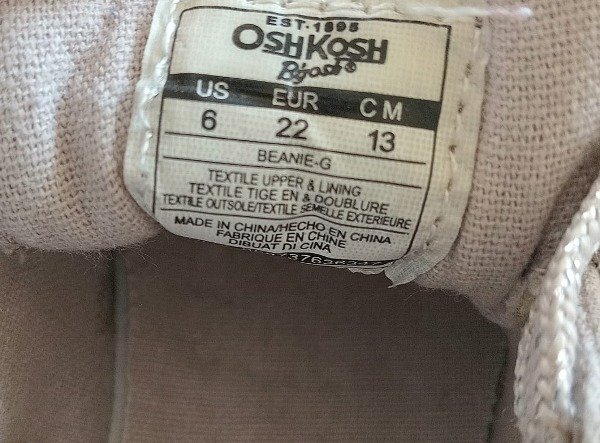 EST. 1895
OSHKOSH
B'gosh®
US EUR CM
6 22 13
BEANIE-G
TEXTILE UPPER & LINING
TEXTILE TIGE EN & DOUBLURE
TEXTILE OUTSOLE/TEXTILE SEMELLE EXTERIEURE
MADE IN CHINA/HECHO EN CHINA
FABRIQUE EN CHINE
DIBUAT DI CINA